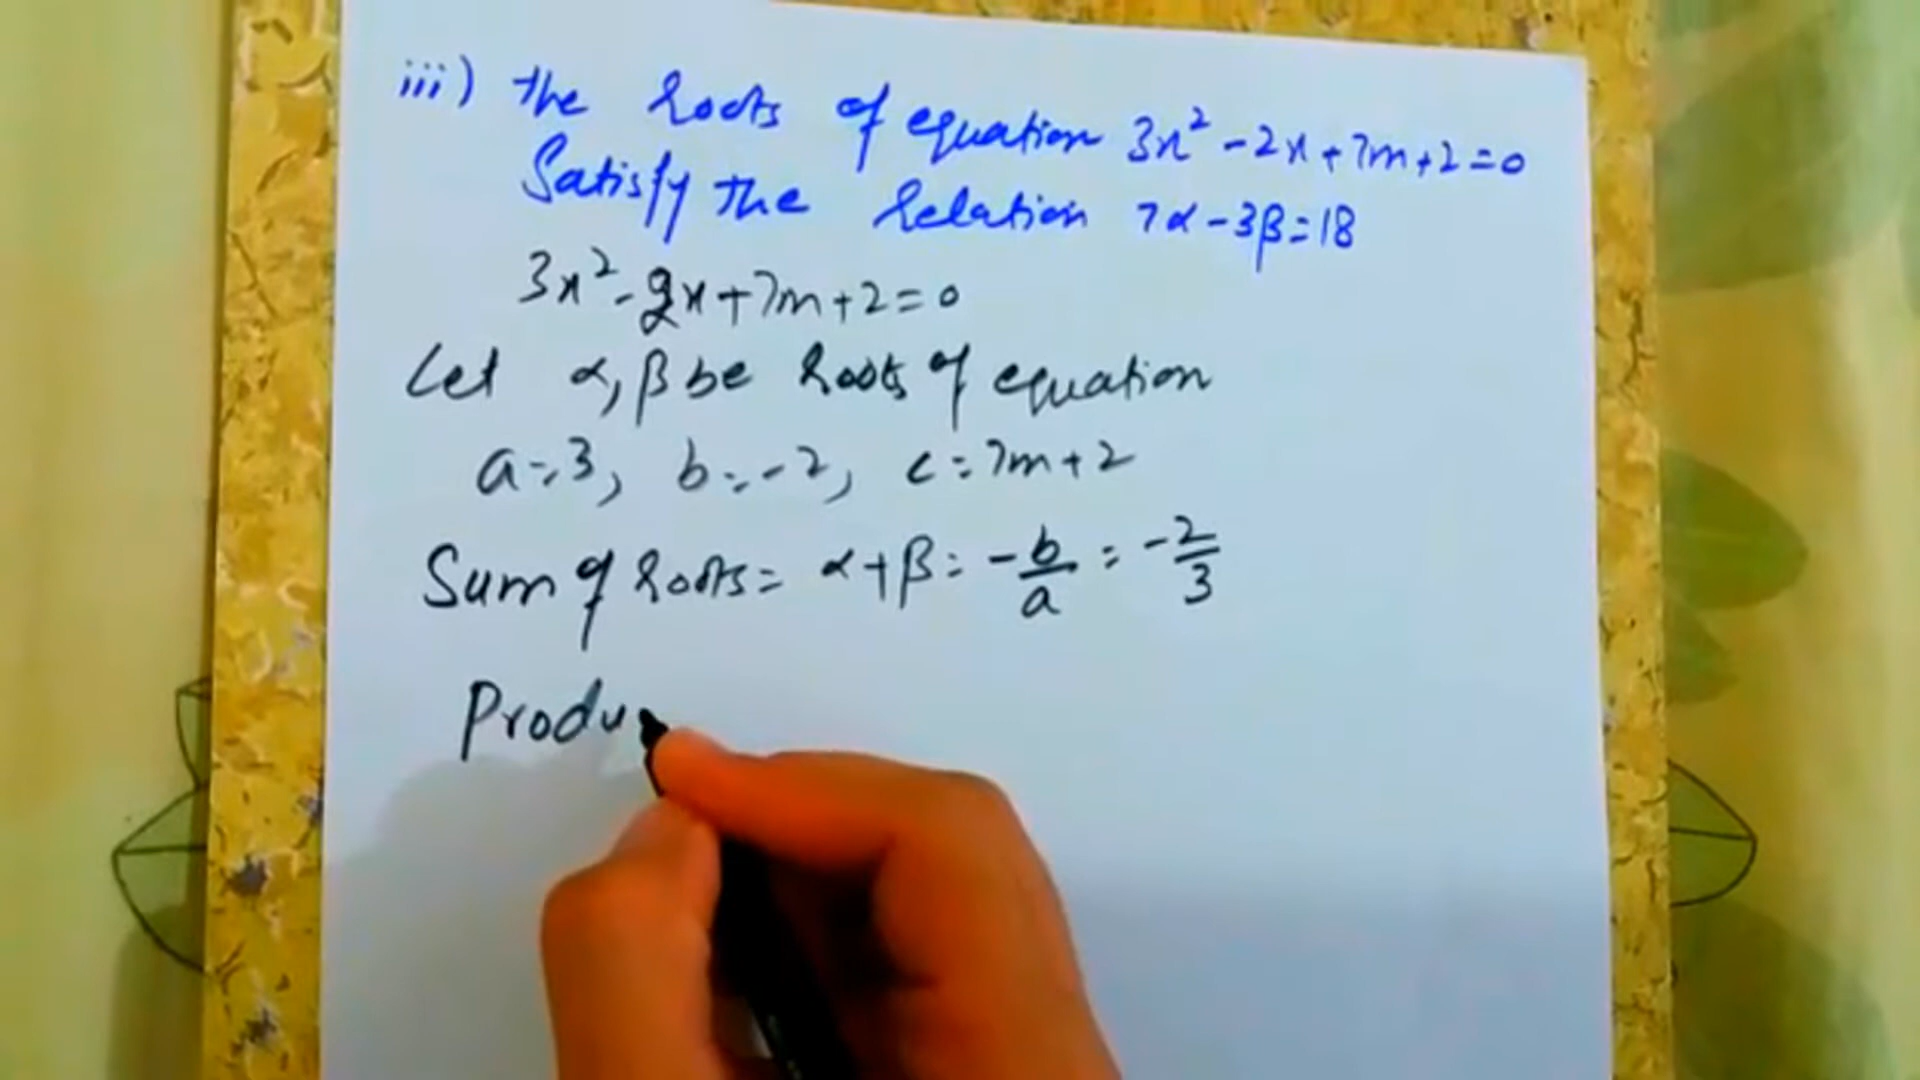 iii) The Roots of equation 3x² - 2x + 7m + 2 = 0
Satisfy the Relation 7α - 3β = 18
3x² - 2x + 7m + 2 = 0
Let α, β be Roots of equation
a = 3, b = -2, c = 7m + 2
Sum of Roots = α + β = -b/a = -2/3
Produ